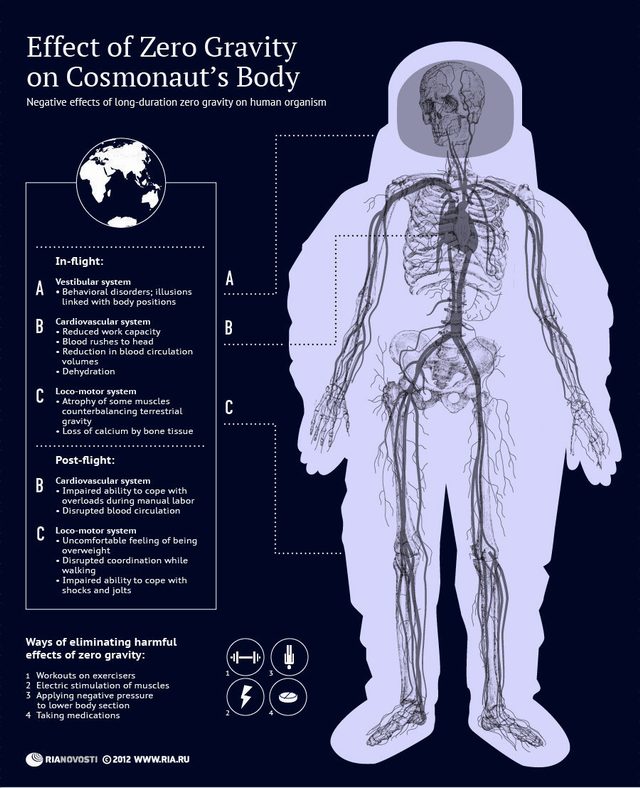 Effect of Zero Gravity
on Cosmonaut's Body
Negative effects of long-duration zero gravity on human organism
In-flight:
A Vestibular system
• Behavioral disorders; illusions
linked with body positions
B Cardiovascular system
• Reduced work capacity
• Blood rushes to head
• Reduction in blood circulation
volumes
• Dehydration
C Loco-motor system
• Atrophy of some muscles
counterbalancing terrestrial
gravity
• Loss of calcium by bone tissue
Post-flight:
B Cardiovascular system
• Impaired ability to cope with
overloads during manual labor
• Disrupted blood circulation
C Loco-motor system
• Uncomfortable feeling of being
overweight
• Disrupted coordination while
walking
• Impaired ability to cope with
shocks and jolts
A
B
C
Ways of eliminating harmful
effects of zero gravity:
1 Workouts on exercisers
2 Electric stimulation of muscles
3 Applying negative pressure
to lower body section
4 Taking medications
1
3
2
4
RIANOVOSTI © 2012 WWW.RIA.RU